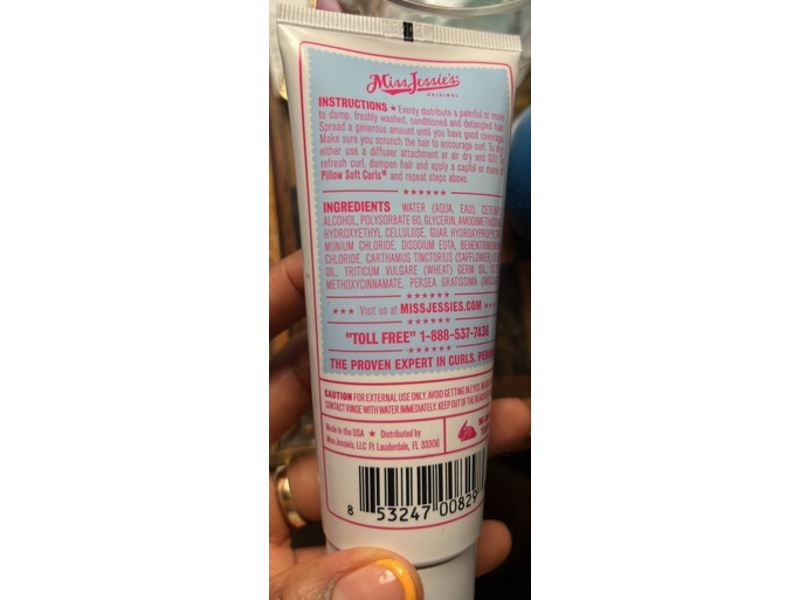 Miss Jessie's
ORIGINAL
INSTRUCTIONS ★ Evenly distribute a palmful or more
to damp, freshly washed, conditioned and detangled hair.
Spread a generous amount until you have good coverage.
Make sure you scrunch the hair to encourage curl. To dry
either use a diffuser attachment or air dry and GO! To
refresh curl, dampen hair and apply a capful or more of
Pillow Soft Curls® and repeat steps above.
★★★★★★
INGREDIENTS WATER (AQUA, EAU),
ALCOHOL, POLYSORBATE 60, GLYCERIN,
HYDROXYETHYL CELLULOSE, GUAR
MONIUM CHLORIDE, DISODIUM EDTA,
CHLORIDE, CARTHAMUS TINCTORIUS (SAFFLOWER)
OIL, TRITICUM VULGARE (WHEAT) GERM OIL,
METHOXYCINNAMATE, PERSEA GRATISSIMA
★★★★★★
★★★ Visit us at MISSJESSIES.COM ★★★
★★★★★★
"TOLL FREE" 1-888-537-7436
★★★★★★
THE PROVEN EXPERT IN CURLS.
CAUTION FOR EXTERNAL USE ONLY. AVOID GETTING IN EYES.
CONTACT RINSE WITH WATER IMMEDIATELY. KEEP OUT OF THE REACH
Made in the USA ★ Distributed by
Miss Jessie's, LLC Ft Lauderdale, FL 33306
8 53247 00829